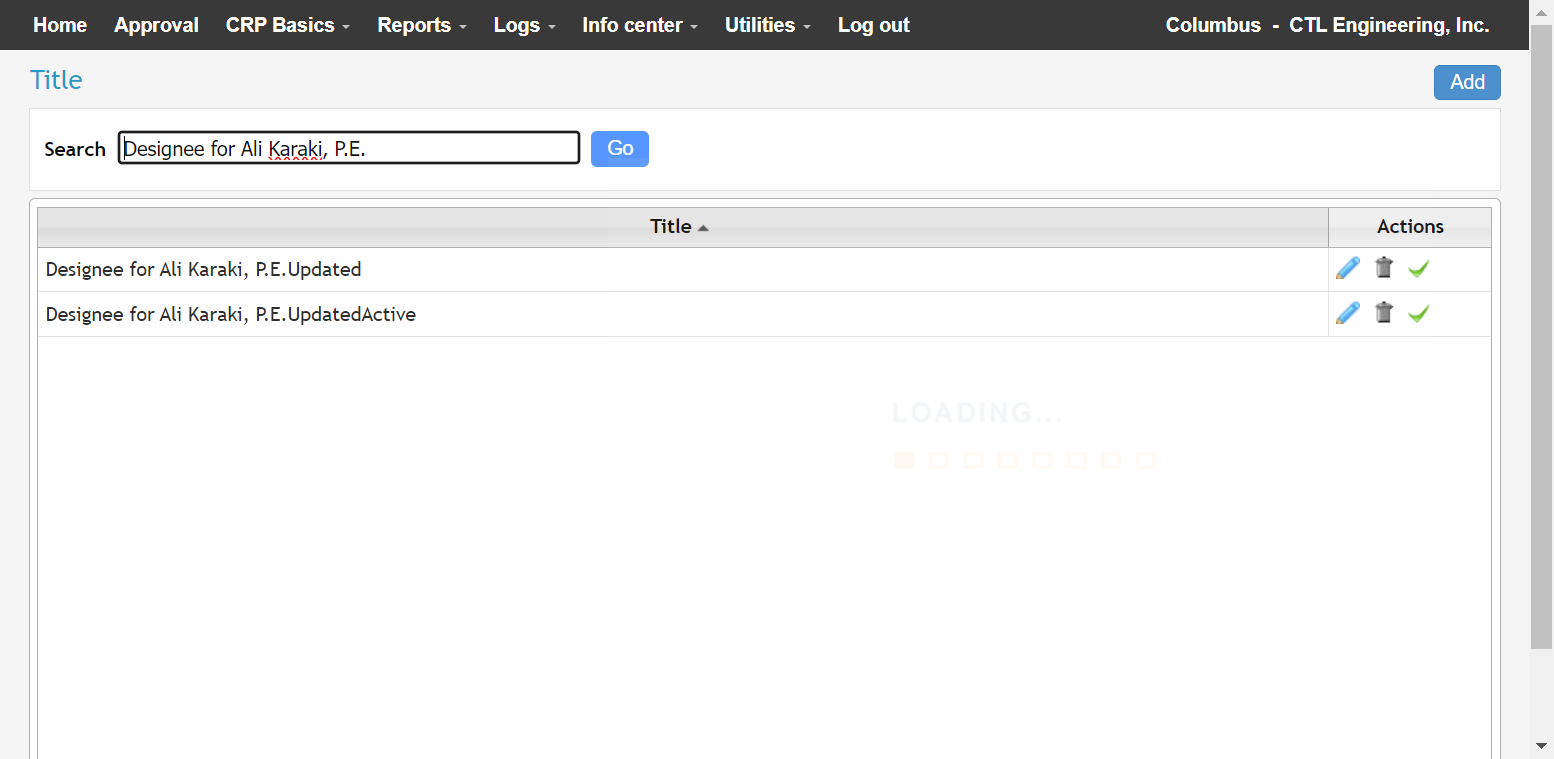 Home Approval CRP Basics Reports Logs Info center Utilities Log out Columbus - CTL Engineering, Inc.
Title Add
Search Designee for Ali Karaki, P.E. Go
Title Actions
Designee for Ali Karaki, P.E.Updated
Designee for Ali Karaki, P.E.UpdatedActive
LOADING...